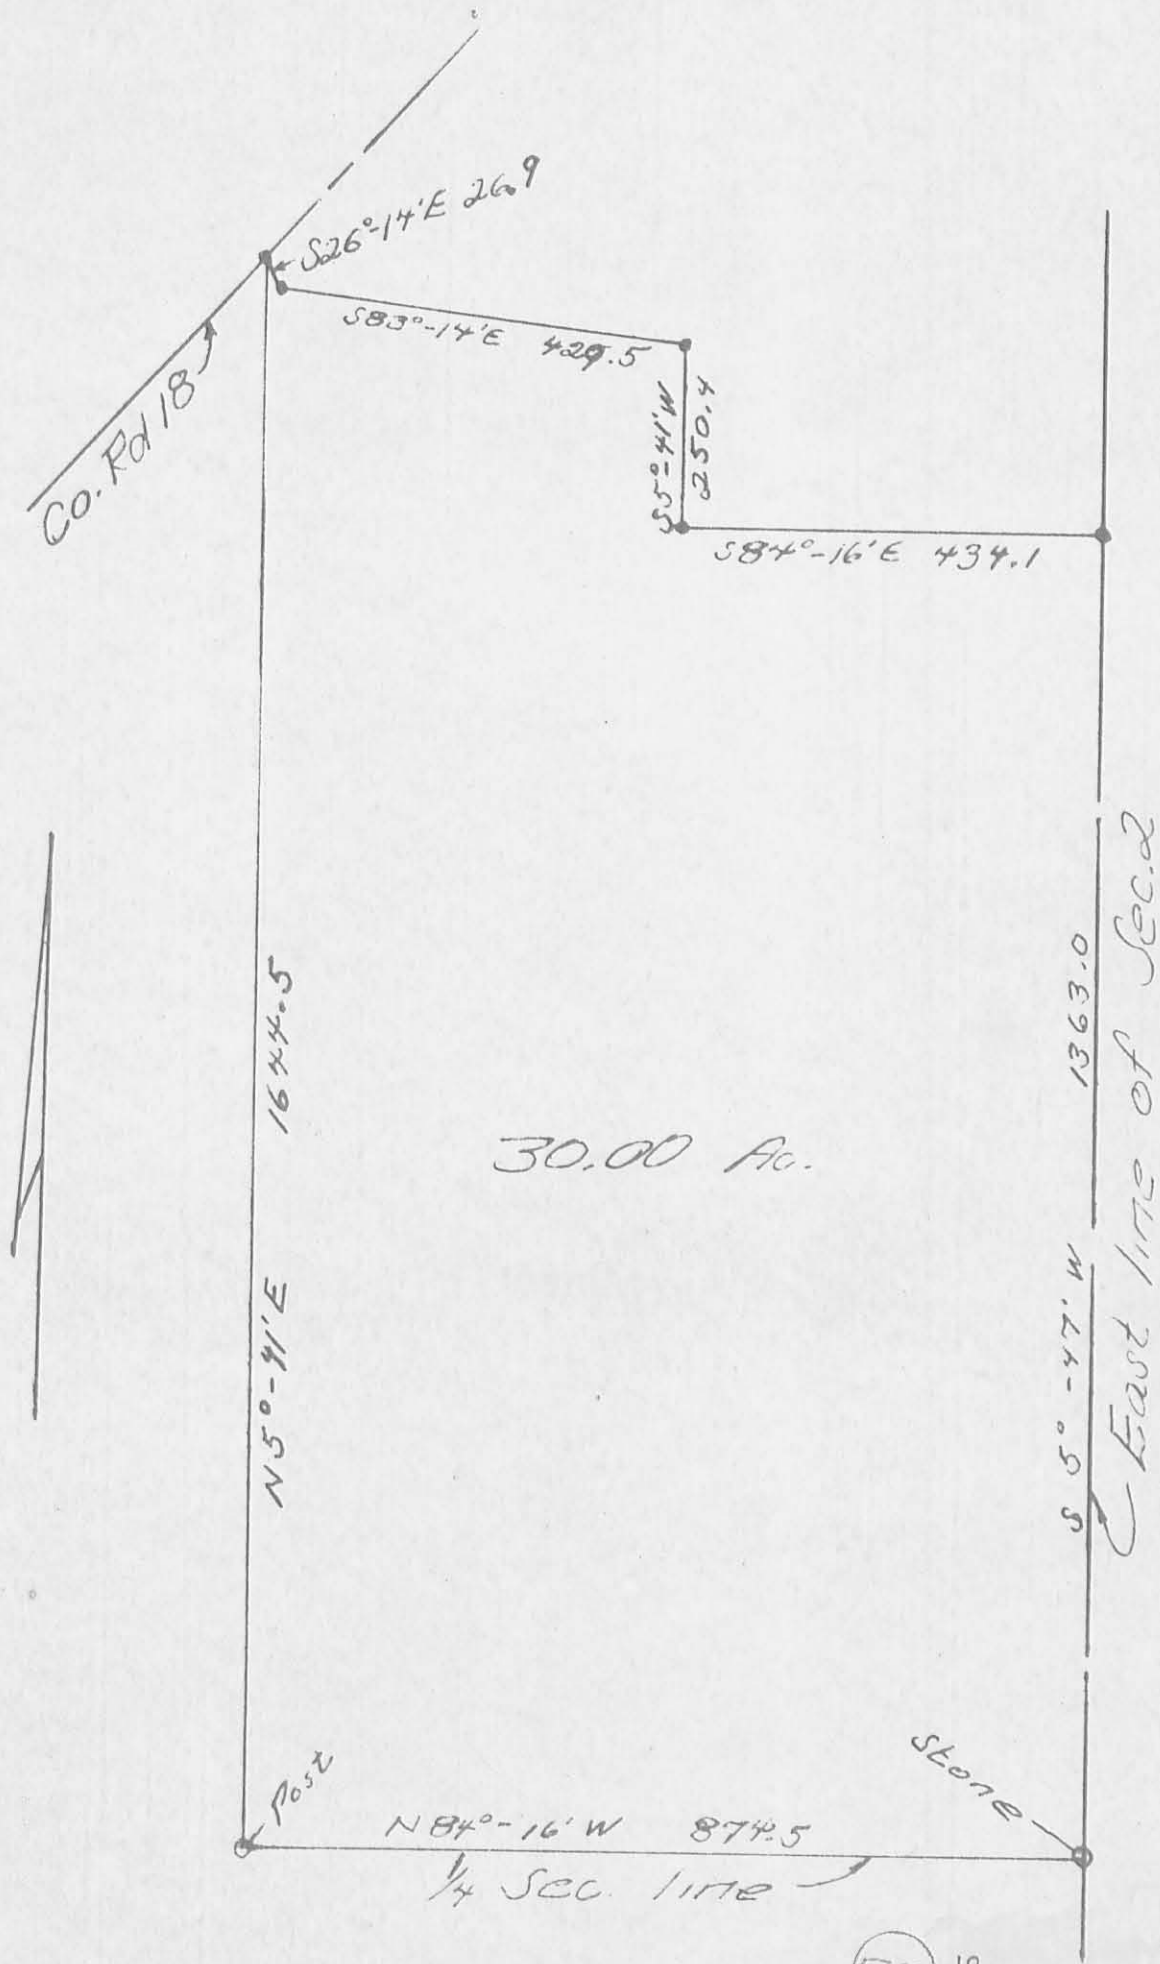 S26°-14'E 26.9
S83°-14'E 429.5
Co. Rd 18
S5°-41'W
250.4
S84°-16'E 434.1
1644.5
N5°-41'E
30.00 Ac.
1363.0
S 5°-47' W
East line of Sec. 2
Post
Stone
N84°-16' W 874.5
1/4 Sec. line